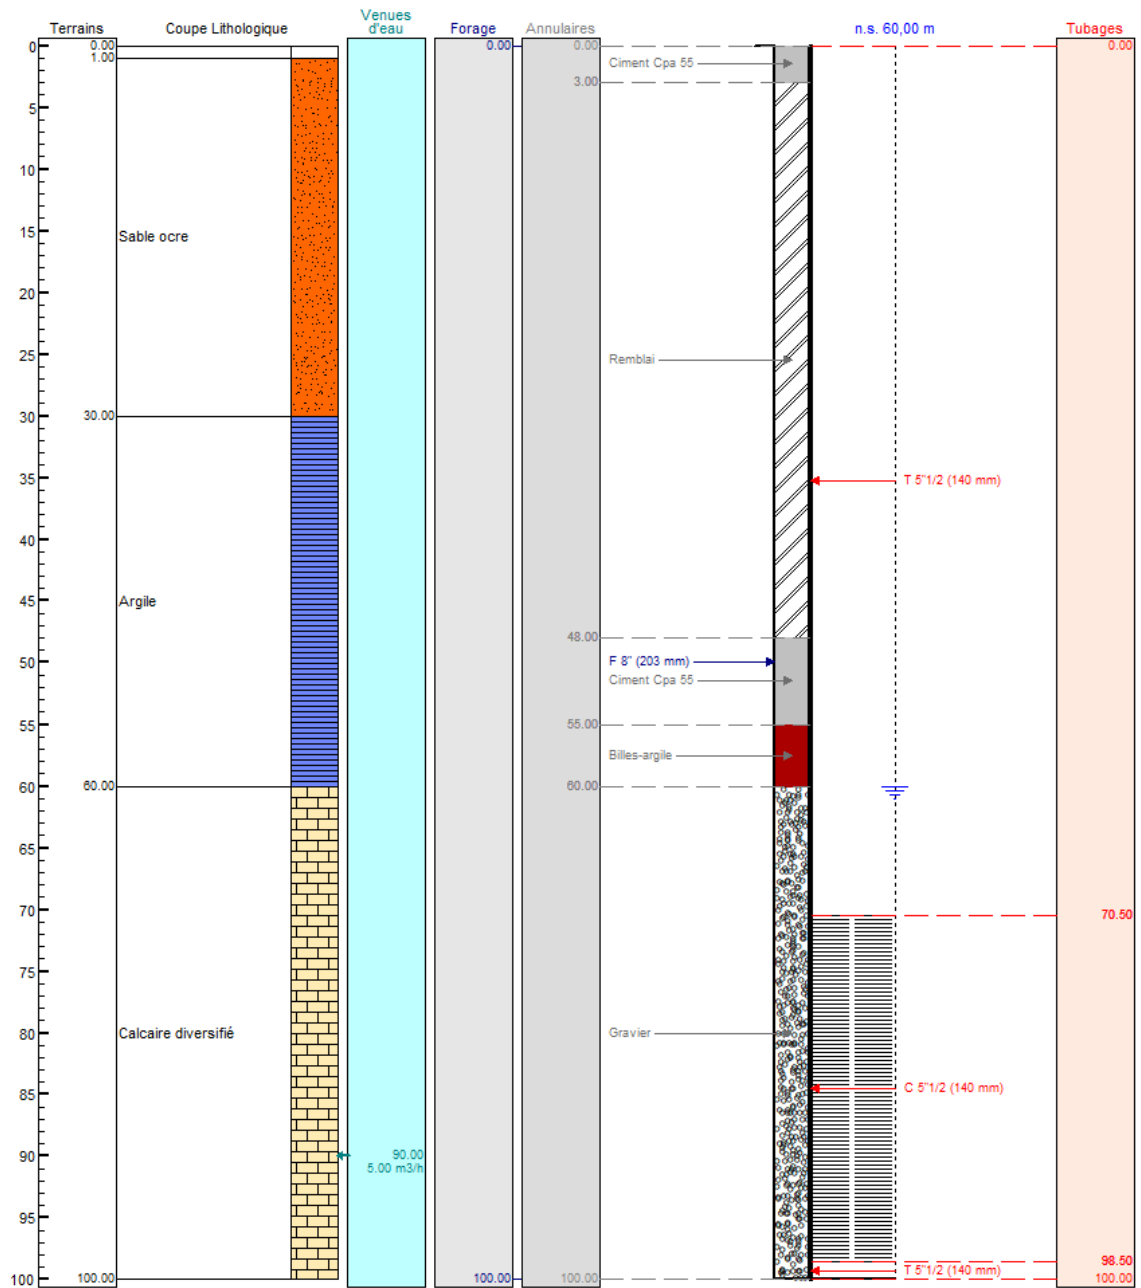 Terrains
Coupe Lithologique
Venues
d'eau
Forage
Annulaires
n.s. 60,00 m
Tubages
0
5
10
15
20
25
30
35
40
45
50
55
60
65
70
75
80
85
90
95
100
0.00
1.00
30.00
60.00
100.00
Sable ocre
Argile
Calcaire diversifié
90.00
5.00 m3/h
0.00
100.00
0.00
3.00
48.00
55.00
60.00
100.00
Ciment Cpa 55
Remblai
F 8" (203 mm)
Ciment Cpa 55
Billes-argile
Gravier
T 5"1/2 (140 mm)
C 5"1/2 (140 mm)
T 5"1/2 (140 mm)
0.00
70.50
98.50
100.00